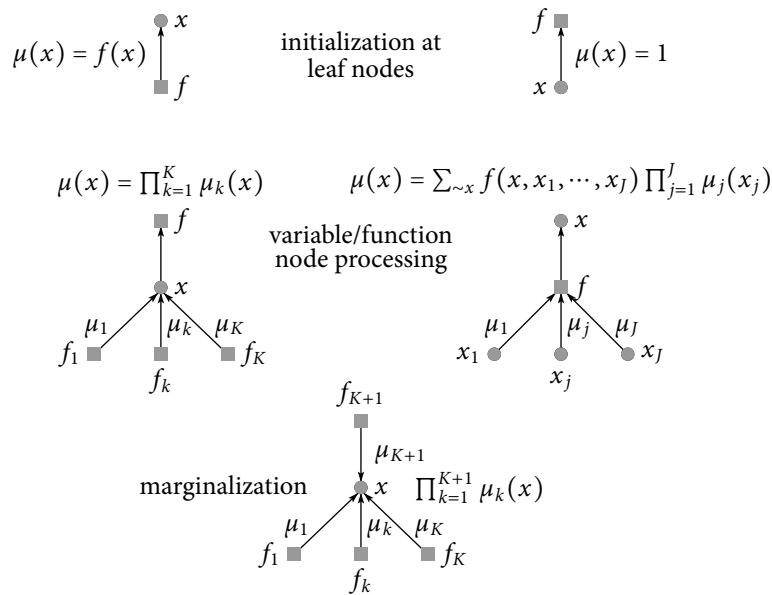 x
f
μ(x) = f(x)
initialization at
μ(x) = 1
leaf nodes
f
x
μ(x) = ∏_{k=1}^{K} μ_k(x)
μ(x) = ∑_{∼x} f(x, x_1, ⋯, x_J) ∏_{j=1}^{J} μ_j(x_j)
f
x
variable/function
node processing
x
f
μ_1
μ_k
μ_K
μ_1
μ_j
μ_J
f_1
f_K
x_1
x_J
f_k
x_j
f_{K+1}
μ_{K+1}
marginalization
x
∏_{k=1}^{K+1} μ_k(x)
μ_1
μ_k
μ_K
f_1
f_K
f_k